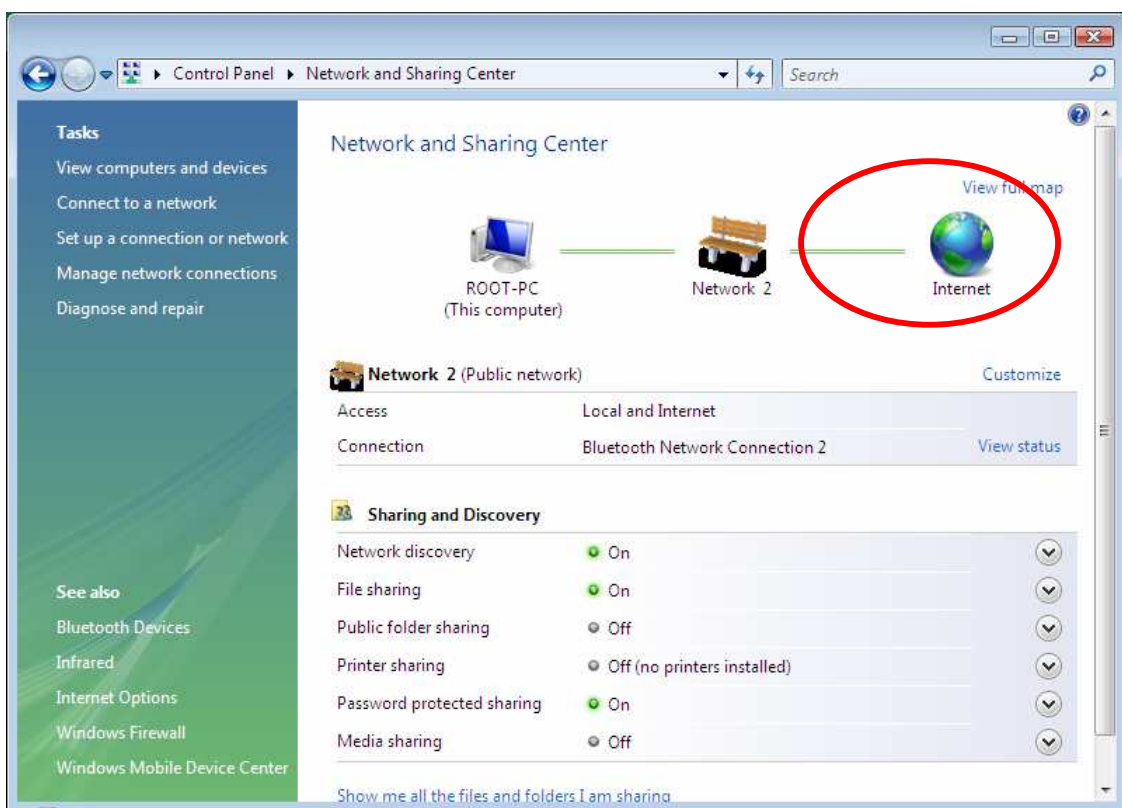 Control Panel
Network and Sharing Center
Search
Tasks
View computers and devices
Connect to a network
Set up a connection or network
Manage network connections
Diagnose and repair
See also
Bluetooth Devices
Infrared
Internet Options
Windows Firewall
Windows Mobile Device Center
Network and Sharing Center
View full map
ROOT-PC
(This computer)
Network 2
Internet
Network 2 (Public network)
Customize
Access Local and Internet
Connection Bluetooth Network Connection 2 View status
Sharing and Discovery
Network discovery On
File sharing On
Public folder sharing Off
Printer sharing Off (no printers installed)
Password protected sharing On
Media sharing Off
Show me all the files and folders I am sharing